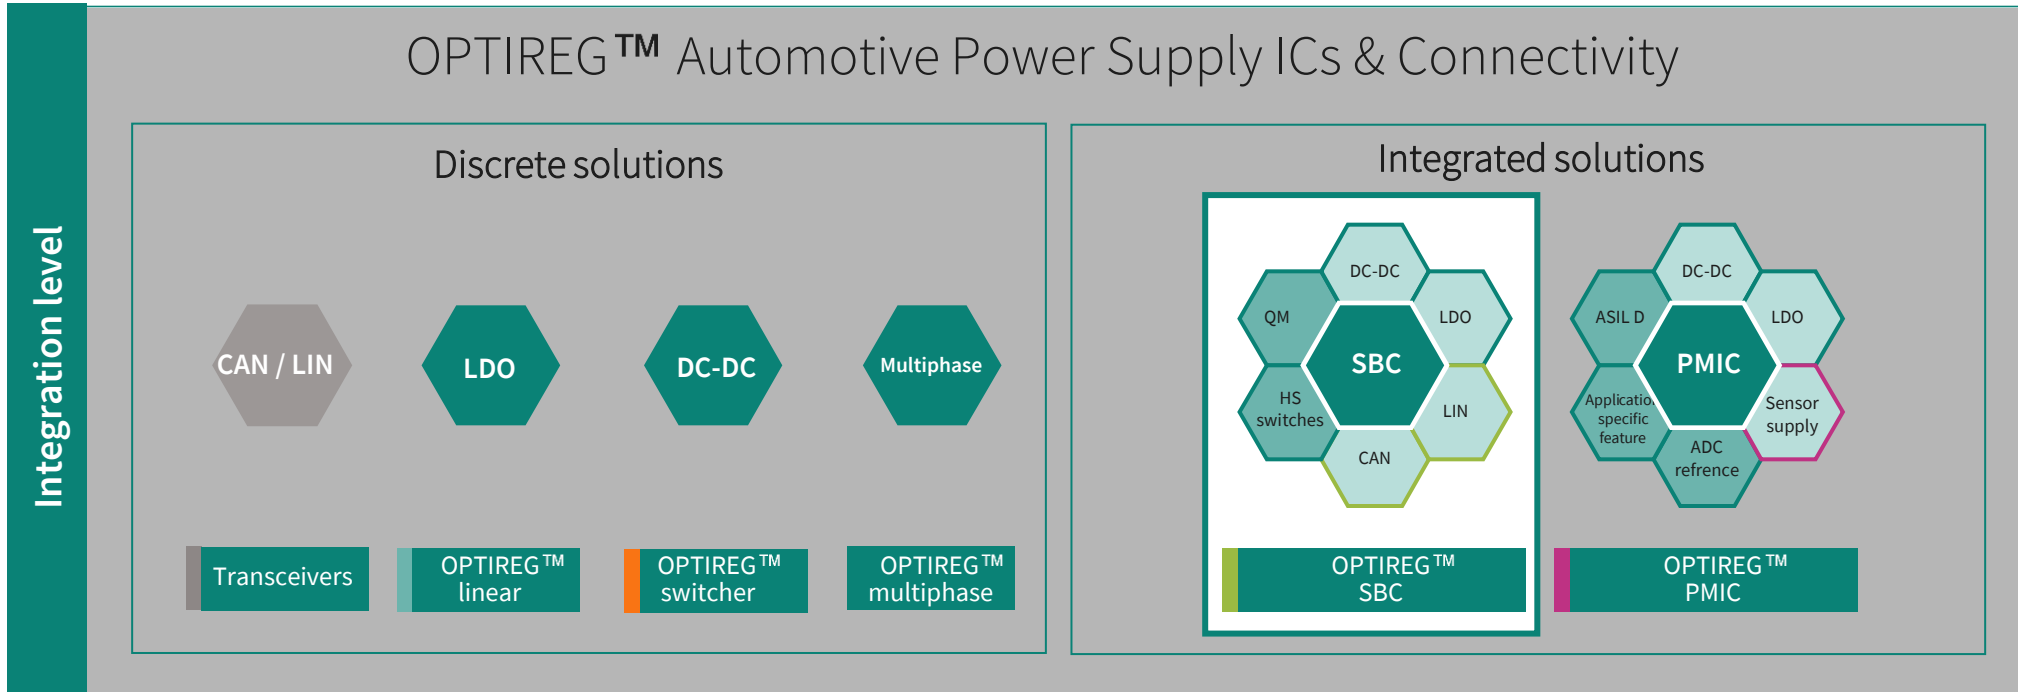 OPTIREG™ Automotive Power Supply ICs & Connectivity
Integration level
Discrete solutions
CAN / LIN
LDO
DC-DC
Multiphase
Transceivers
OPTIREG™
linear
OPTIREG™
switcher
OPTIREG™
multiphase
Integrated solutions
DC-DC
QM
LDO
SBC
HS
switches
LIN
CAN
OPTIREG™
SBC
DC-DC
ASIL D
LDO
PMIC
Applicatio
specific
feature
Sensor
supply
ADC
refrence
OPTIREG™
PMIC